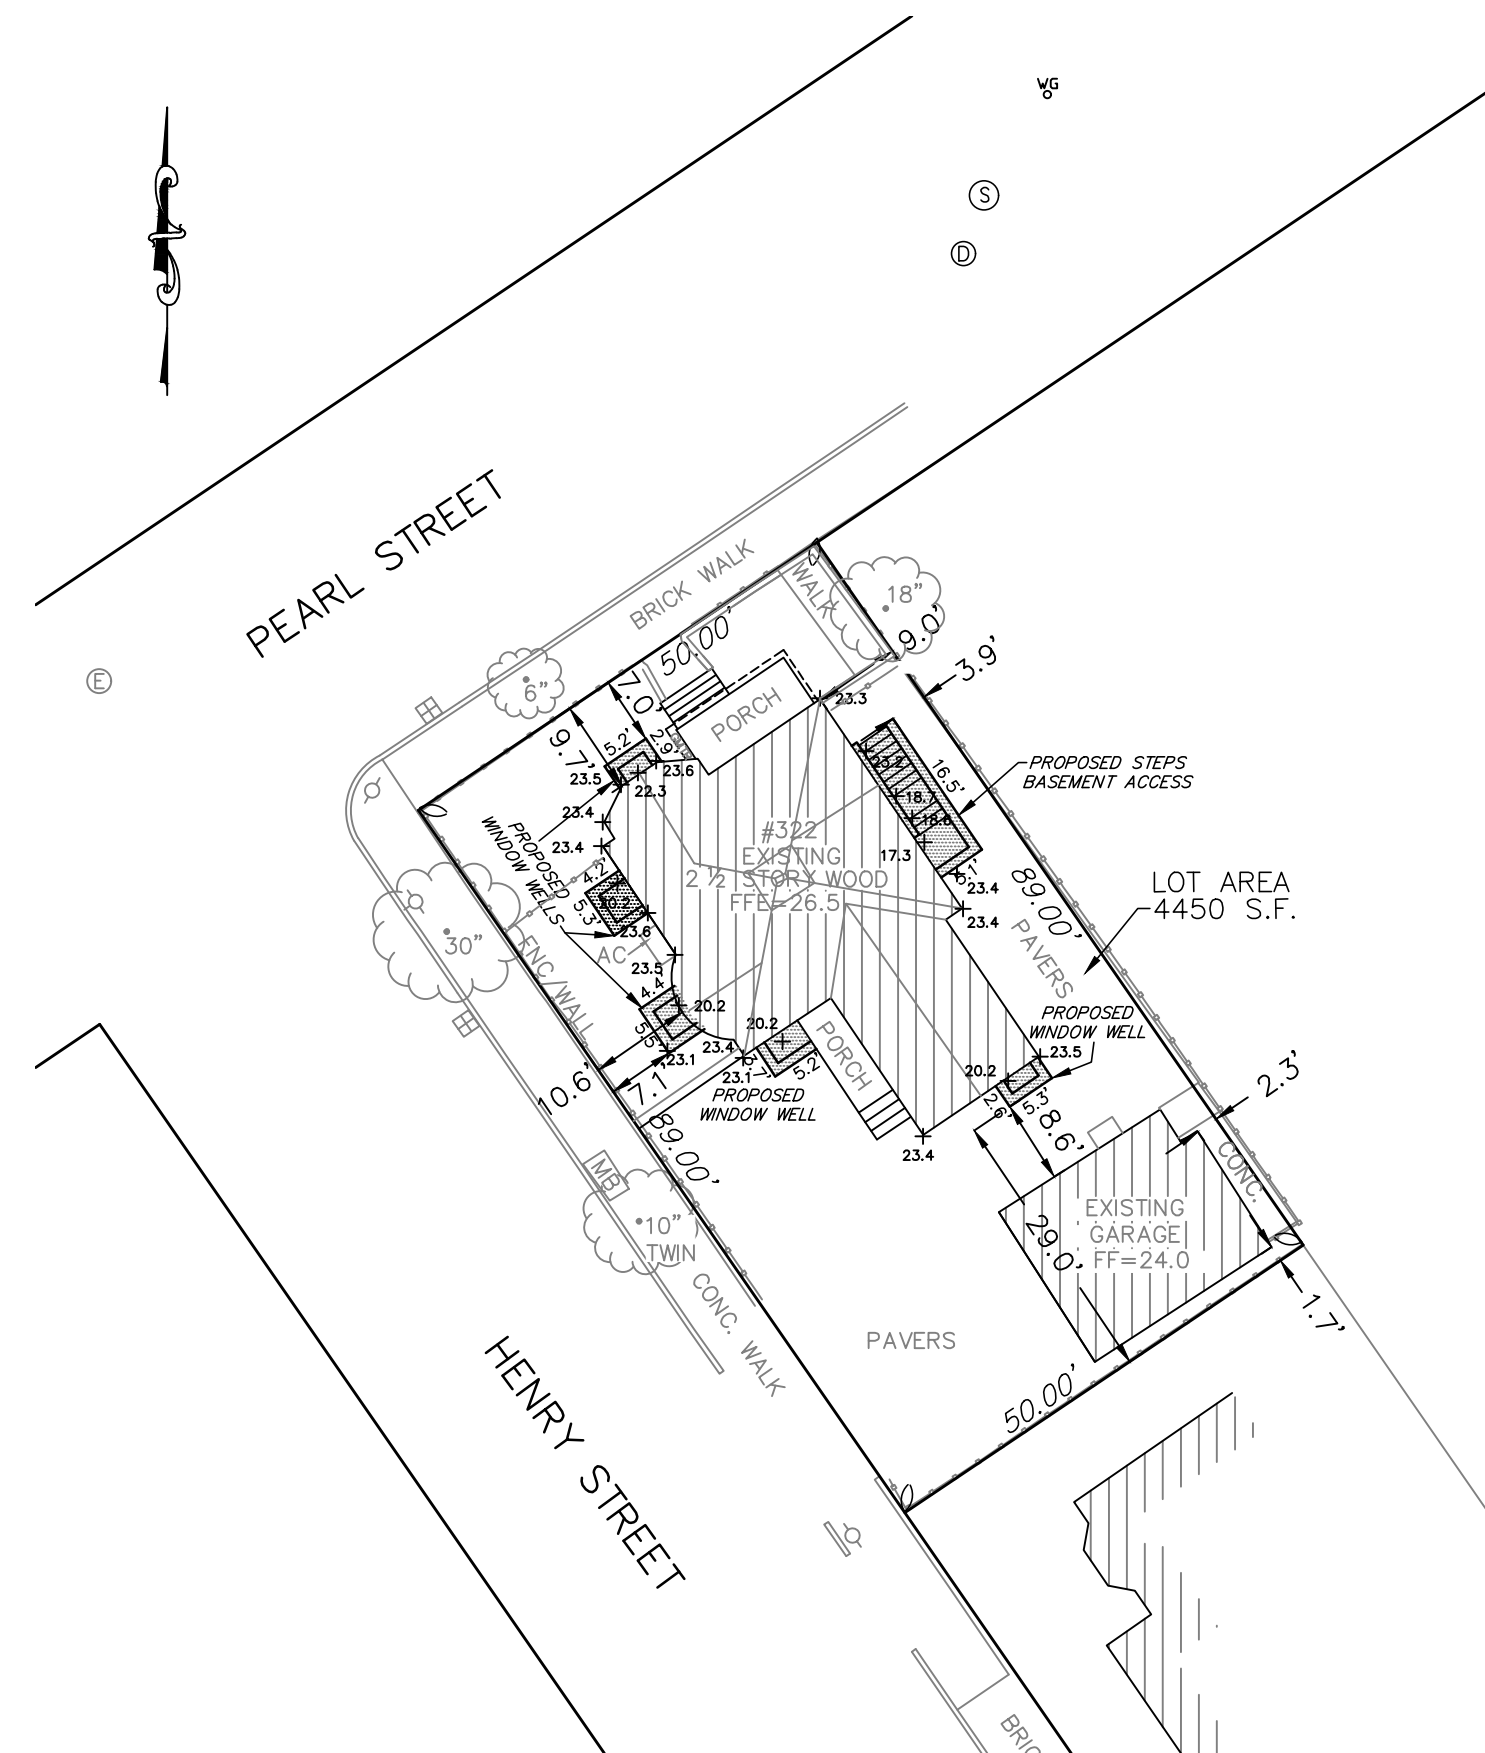 WG
S
D
PEARL STREET
BRICK WALK
WALK
18"
50.00'
9.0'
3.9'
E
6"
7.0'
PORCH
23.3
9.7'
5.2'
2.9'
23.5
23.6
22.3
23.2
16.5'
PROPOSED STEPS
BASEMENT ACCESS
18.7
18.6
23.4
23.4
17.3
5.1'
23.4
23.4
PROPOSED
WINDOW WELLS
#322
EXISTING
2 ½ STORY WOOD
FFE=26.5
89.00'
LOT AREA
4450 S.F.
4.2'
20.2
5.3'
23.6
30"
AC
23.5
PAVERS
FNC/WALL
4.4'
20.2
5.5'
23.1
23.4
20.2
23.1
3.7'
5.2'
PORCH
PROPOSED
WINDOW WELL
PROPOSED
WINDOW WELL
23.5
20.2
2.6'
5.3'
2.3'
10.6'
7.1'
89.00'
8.6'
23.4
MB
CONC.
10"
TWIN
29.0'
EXISTING
GARAGE
FF=24.0
1.7'
CONC. WALK
PAVERS
50.00'
HENRY STREET